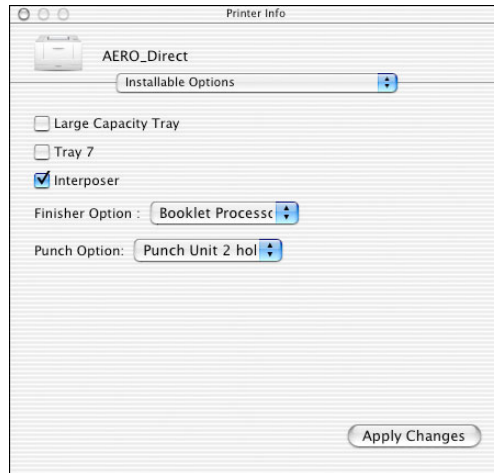 Printer Info
AERO_Direct
Installable Options
Large Capacity Tray
Tray 7
Interposer
Finisher Option : Booklet Processo
Punch Option: Punch Unit 2 hol
Apply Changes